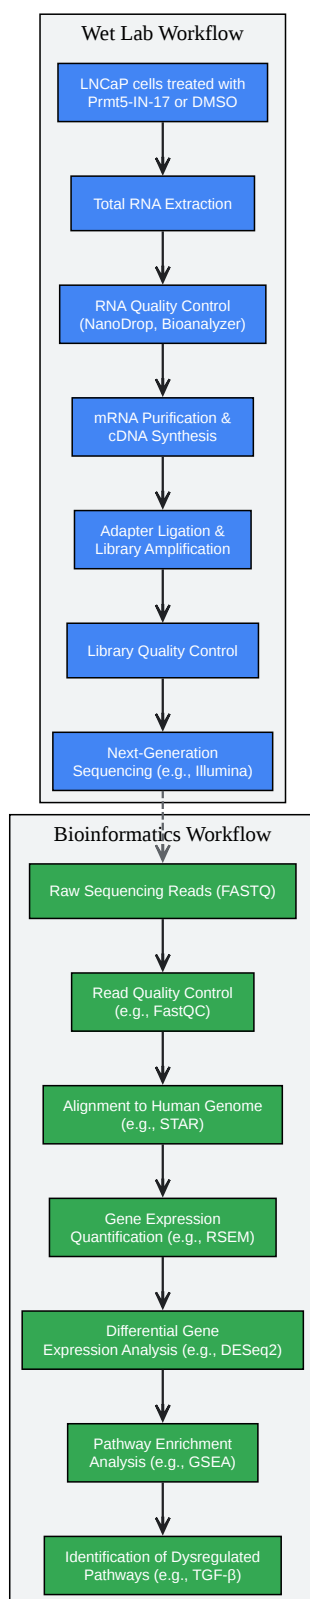 Wet Lab Workflow
LNCaP cells treated with
Prmt5-IN-17 or DMSO
Total RNA Extraction
RNA Quality Control
(NanoDrop, Bioanalyzer)
mRNA Purification &
cDNA Synthesis
Adapter Ligation &
Library Amplification
Library Quality Control
Next-Generation
Sequencing (e.g., Illumina)
Bioinformatics Workflow
Raw Sequencing Reads (FASTQ)
Read Quality Control
(e.g., FastQC)
Alignment to Human Genome
(e.g., STAR)
Gene Expression
Quantification (e.g., RSEM)
Differential Gene
Expression Analysis (e.g., DESeq2)
Pathway Enrichment
Analysis (e.g., GSEA)
Identification of Dysregulated
Pathways (e.g., TGF-β)